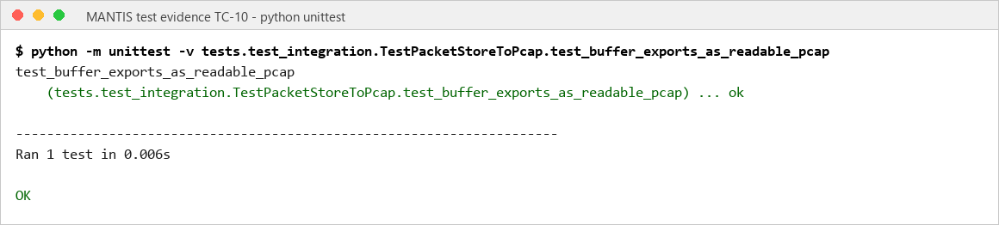 MANTIS test evidence TC-10 - python unittest
$ python -m unittest -v tests.test_integration.TestPacketStoreToPcap.test_buffer_exports_as_readable_pcap
test_buffer_exports_as_readable_pcap
(tests.test_integration.TestPacketStoreToPcap.test_buffer_exports_as_readable_pcap) ... ok
----------------------------------------------------------------------
Ran 1 test in 0.006s
OK